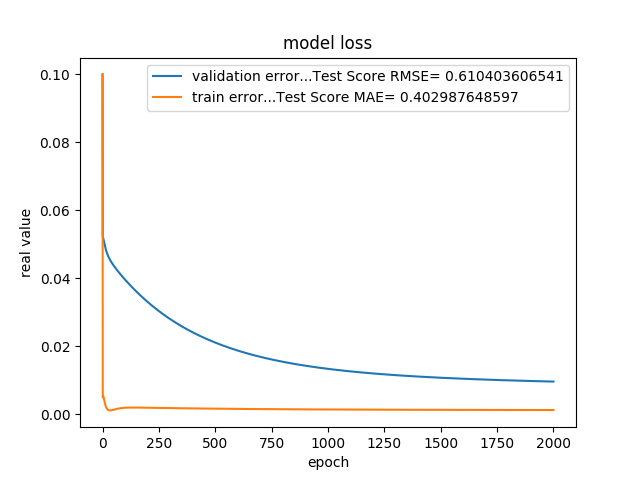 model loss
validation error...Test Score RMSE= 0.610403606541
train error...Test Score MAE= 0.402987648597
real value
0.10
0.08
0.06
0.04
0.02
0.00
0 250 500 750 1000 1250 1500 1750 2000
epoch